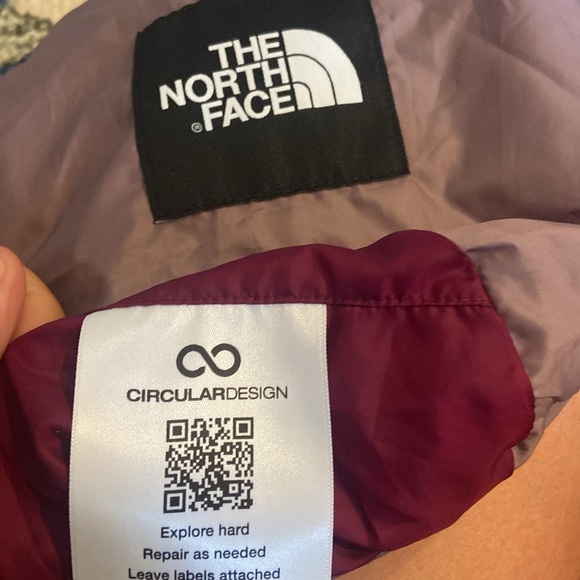 THE
NORTH
FACE
®
CIRCULARDESIGN
Explore hard
Repair as needed
Leave labels attached